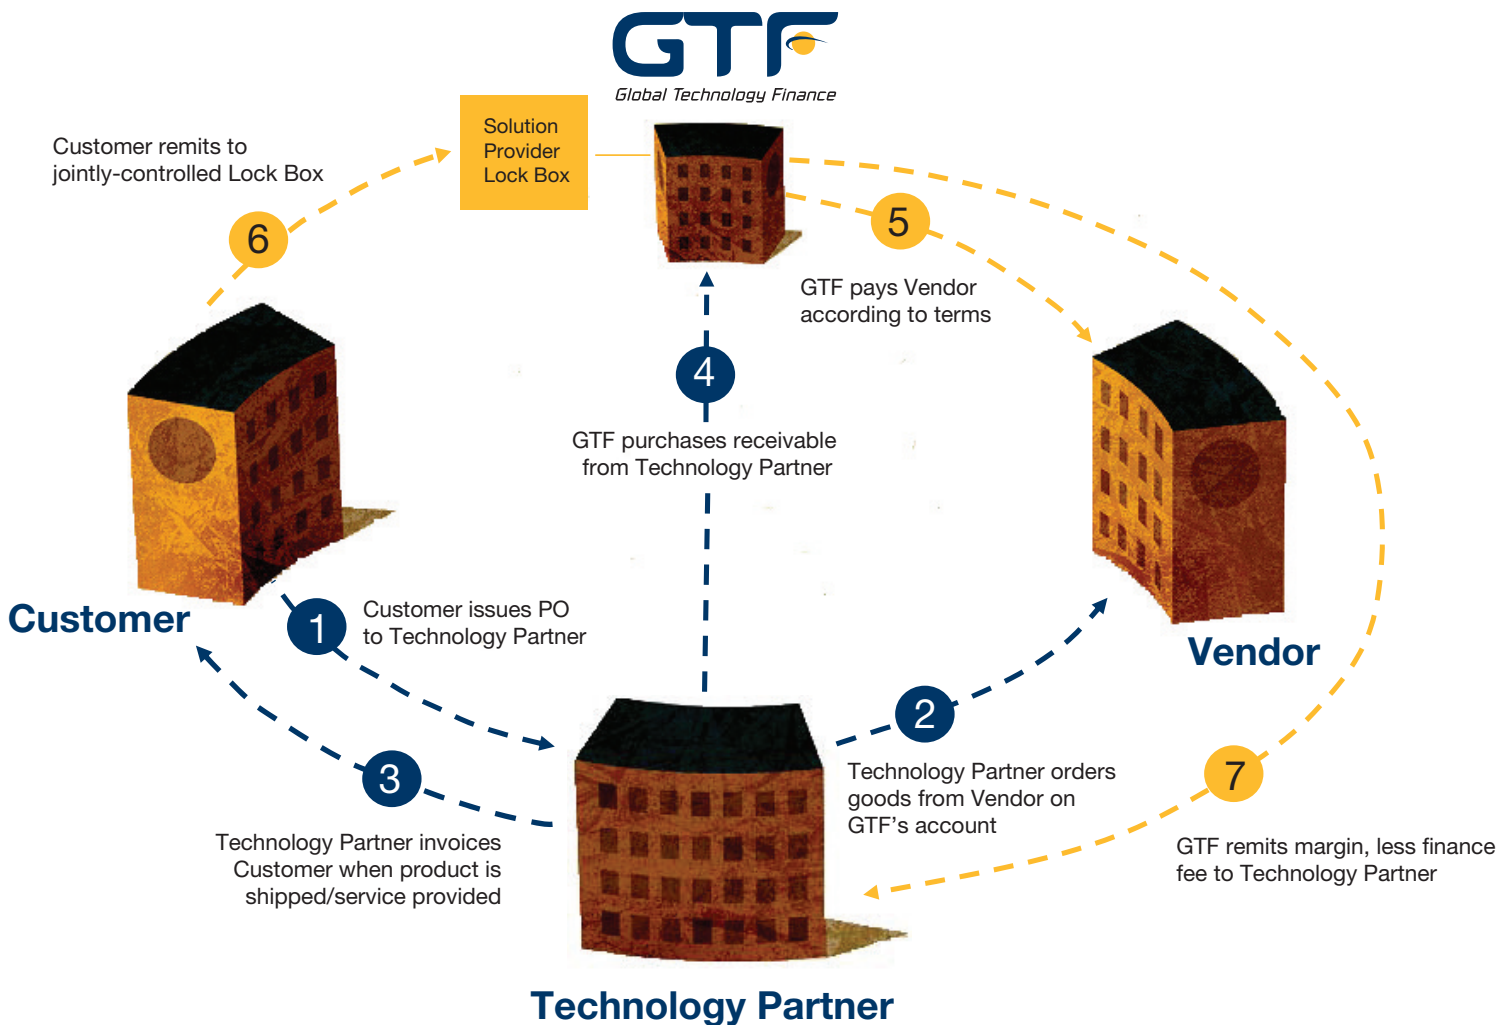 GTF
Global Technology Finance
Solution
Provider
Lock Box
Customer remits to
jointly-controlled Lock Box
6
5
GTF pays Vendor
according to terms
4
GTF purchases receivable
from Technology Partner
Customer
1
Customer issues PO
to Technology Partner
Vendor
2
Technology Partner orders
goods from Vendor on
GTF's account
3
Technology Partner invoices
Customer when product is
shipped/service provided
7
GTF remits margin, less finance
fee to Technology Partner
Technology Partner